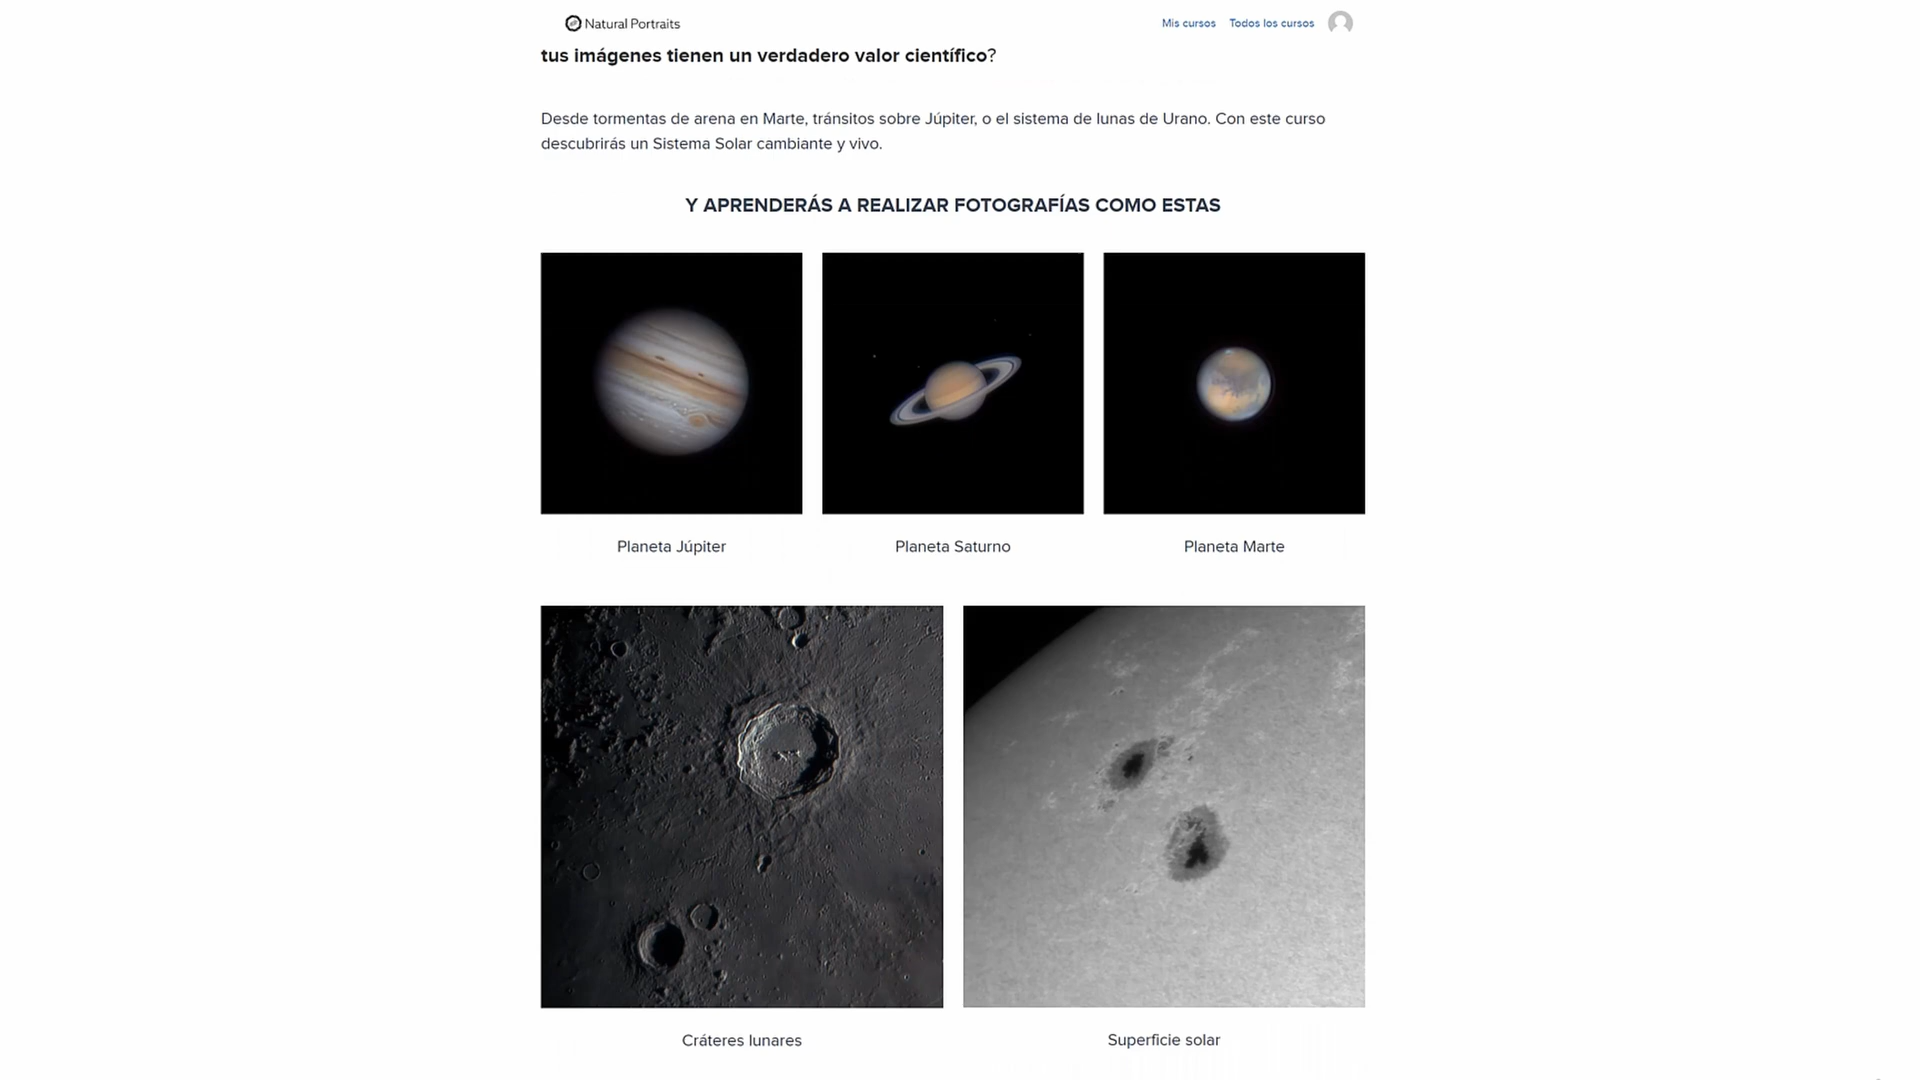 Natural Portraits
Mis cursos
Todos los cursos
tus imágenes tienen un verdadero valor científico?
Desde tormentas de arena en Marte, tránsitos sobre Júpiter, o el sistema de lunas de Urano. Con este curso
descubrirás un Sistema Solar cambiante y vivo.
Y APRENDERÁS A REALIZAR FOTOGRAFÍAS COMO ESTAS
Planeta Júpiter
Planeta Saturno
Planeta Marte
Cráteres lunares
Superficie solar